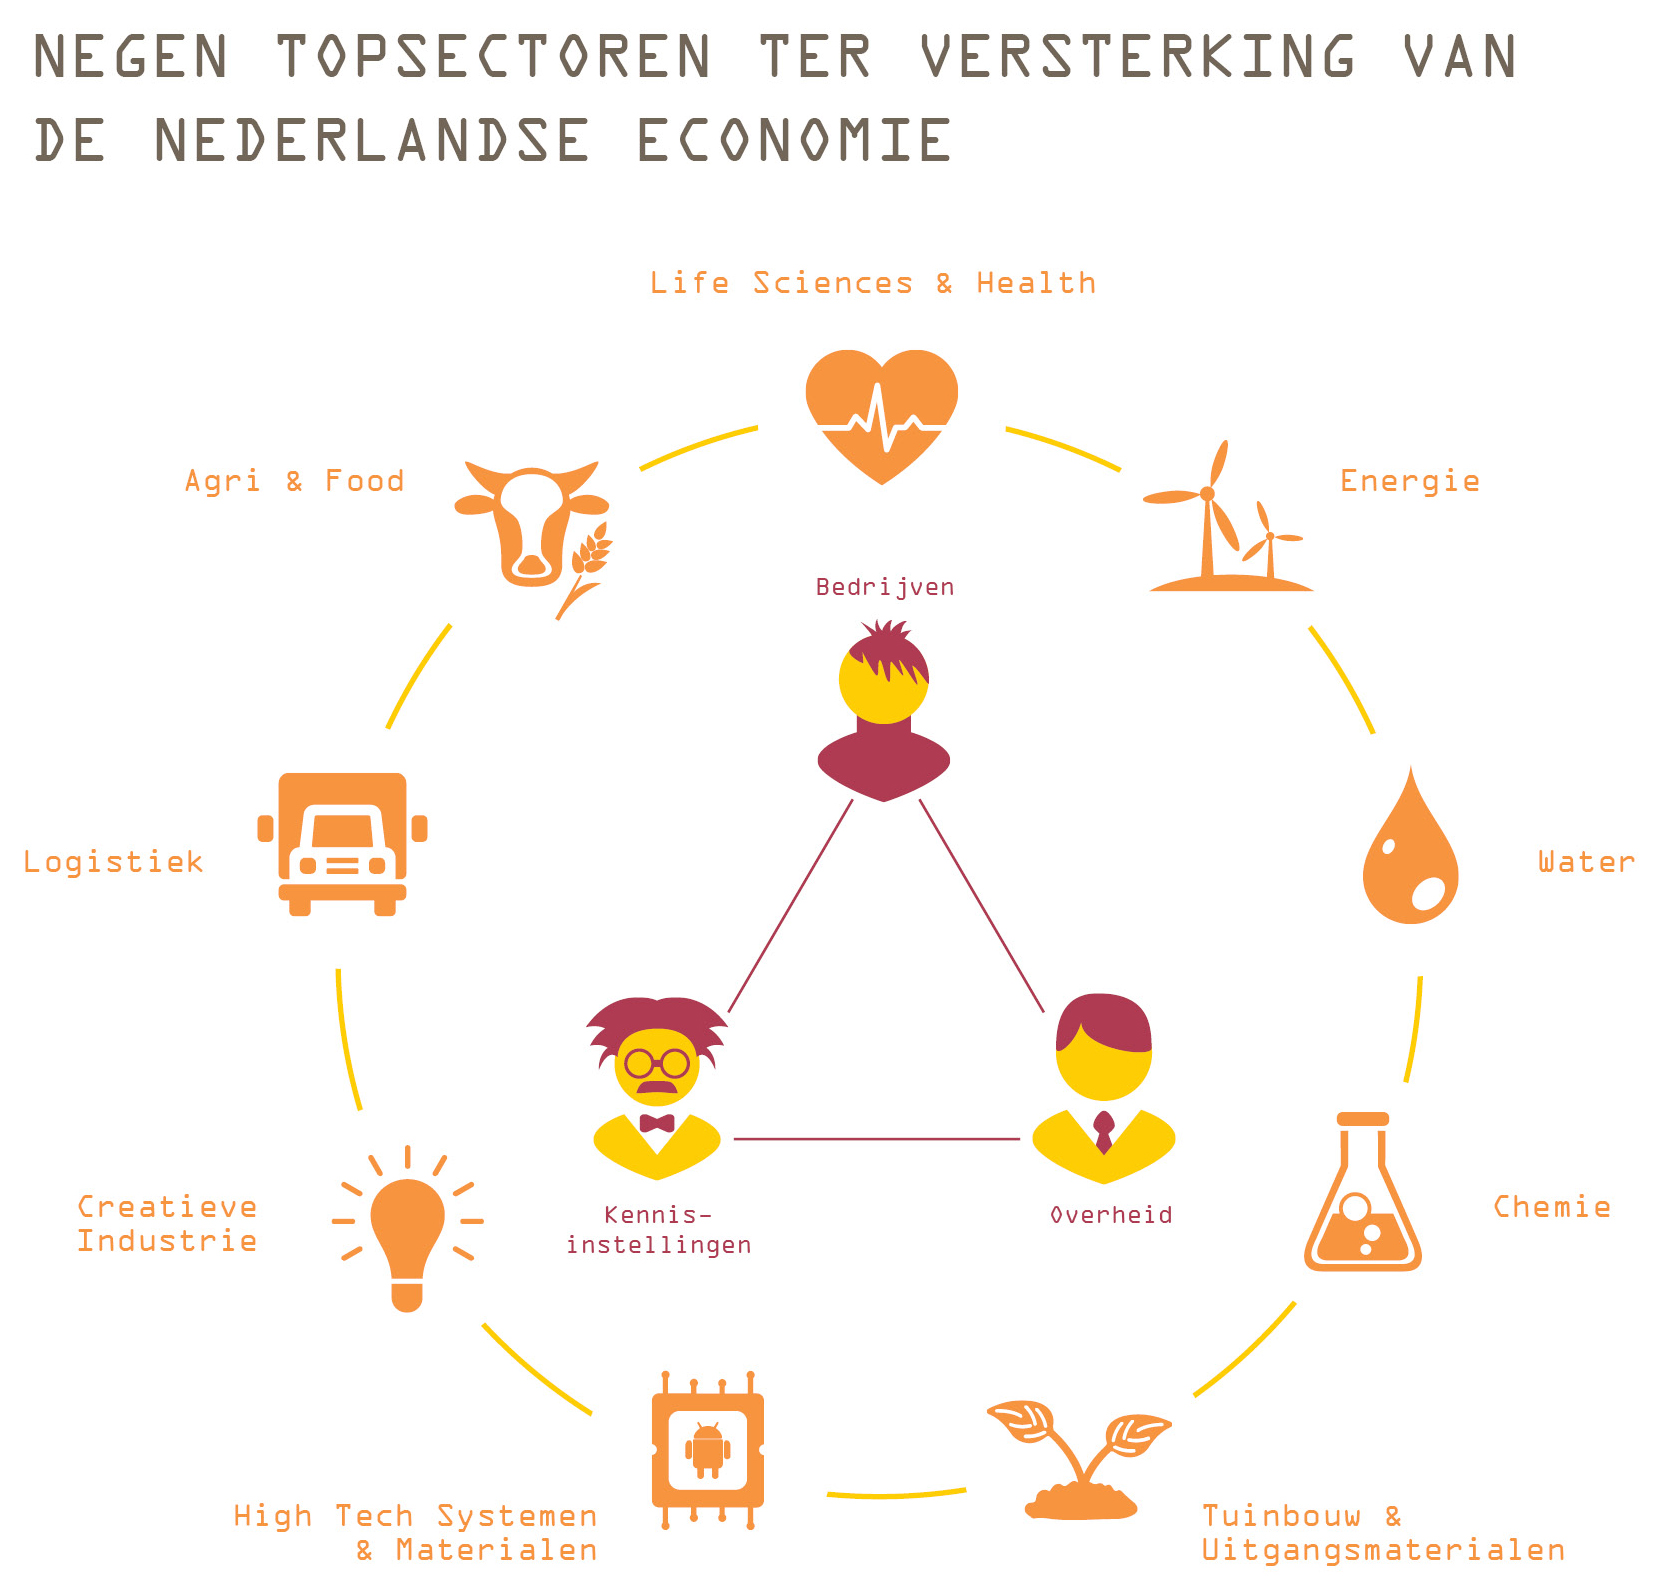 NEGEN TOPSECTOREN TER VERSTERKING VAN
DE NEDERLANDSE ECONOMIE
Life Sciences & Health
Agri & Food
Energie
Bedrijven
Logistiek
Water
Creatieve
Industrie
Kennis-
instellingen
Overheid
Chemie
High Tech Systemen
& Materialen
Tuinbouw &
Uitgangsmaterialen